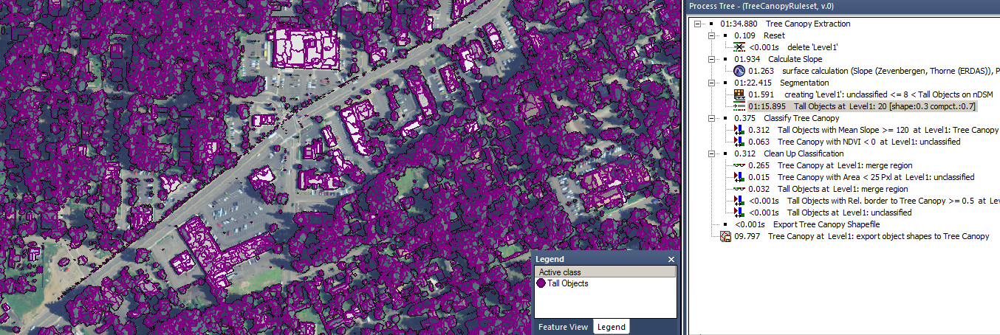 Process Tree - (TreeCanopyRuleset, v.0)
01:34.880 Tree Canopy Extraction
0.109 Reset
<0.001s delete 'Level1'
01.934 Calculate Slope
01.263 surface calculation (Slope (Zevenbergen, Thorne (ERDAS)), P
01:22.415 Segmentation
01.591 creating 'Level1': unclassified <= 8 < Tall Objects on nDSM
01:15.895 Tall Objects at Level1: 20 [shape:0.3 compct.:0.7]
0.375 Classify Tree Canopy
0.312 Tall Objects with Mean Slope >= 120 at Level1: Tree Canopy
0.063 Tree Canopy with NDVI < 0 at Level1: unclassified
0.312 Clean Up Classification
0.265 Tree Canopy at Level1: merge region
0.015 Tree Canopy with Area < 25 Pxl at Level1: unclassified
0.032 Tall Objects at Level1: merge region
<0.001s Tall Objects with Rel. border to Tree Canopy >= 0.5 at Le
<0.001s Tall Objects at Level1: unclassified
<0.001s Export Tree Canopy Shapefile
09.797 Tree Canopy at Level1: export object shapes to Tree Canopy
Legend
Active class
Tall Objects
Feature View Legend